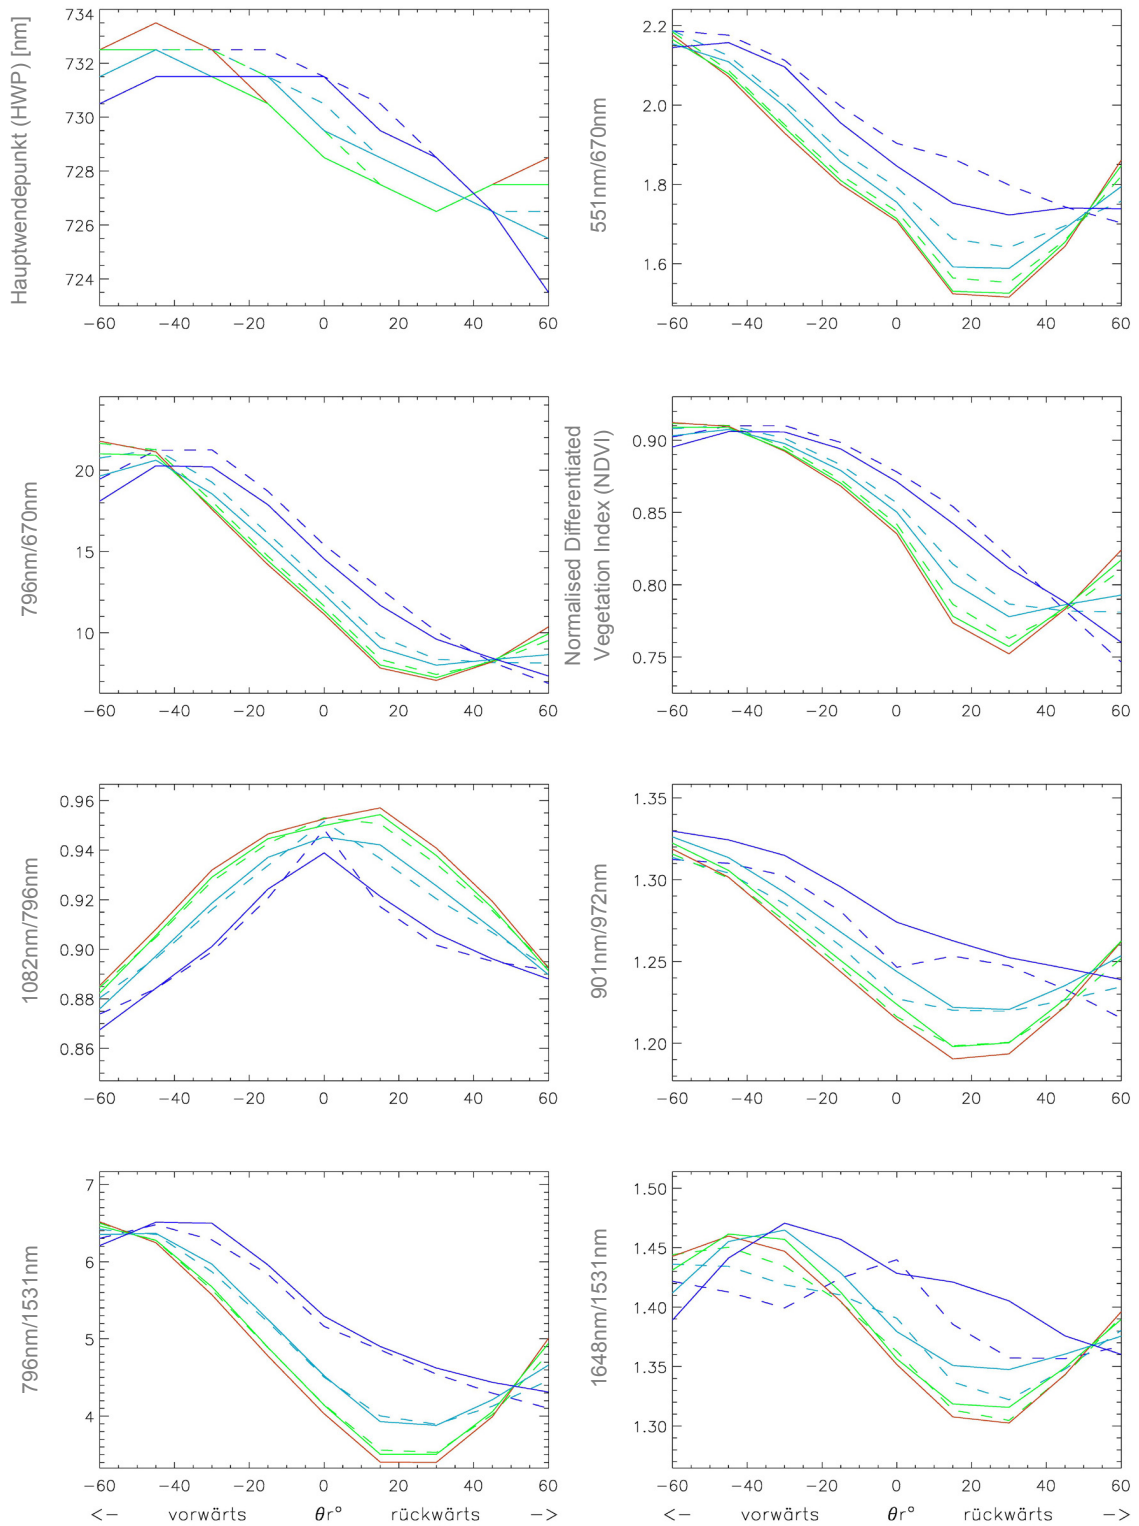 Hauptwendepunkt (HWP) [nm]
734
732
730
728
726
724
−60 −40 −20 0 20 40 60
551nm/670nm
2.2
2.0
1.8
1.6
−60 −40 −20 0 20 40 60
796nm/670nm
20
15
10
−60 −40 −20 0 20 40 60
Normalised Differentiated
Vegetation Index (NDVI)
0.90
0.85
0.80
0.75
−60 −40 −20 0 20 40 60
1082nm/796nm
0.96
0.94
0.92
0.90
0.88
0.86
−60 −40 −20 0 20 40 60
901nm/972nm
1.35
1.30
1.25
1.20
−60 −40 −20 0 20 40 60
796nm/1531nm
7
6
5
4
−60 −40 −20 0 20 40 60
<− vorwärts θr° rückwärts −>
1648nm/1531nm
1.50
1.45
1.40
1.35
1.30
−60 −40 −20 0 20 40 60
<− vorwärts θr° rückwärts −>